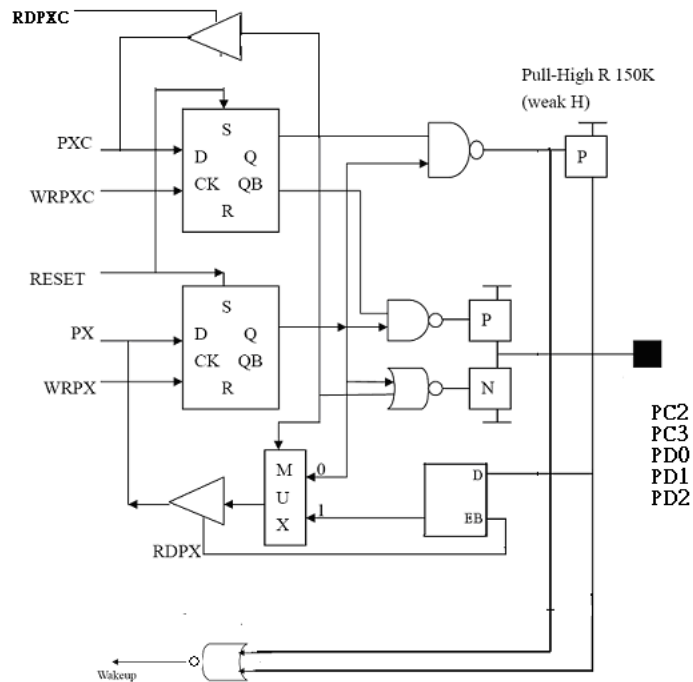 RDPXC
Pull-High R 150K
(weak H)
PXC
S
D Q
CK QB
R
P
WRPXC
RESET
S
D Q
CK QB
R
PX
WRPX
P
N
PC2
PC3
PD0
PD1
PD2
M
U
X
0
1
D
EB
RDPX
Wakeup